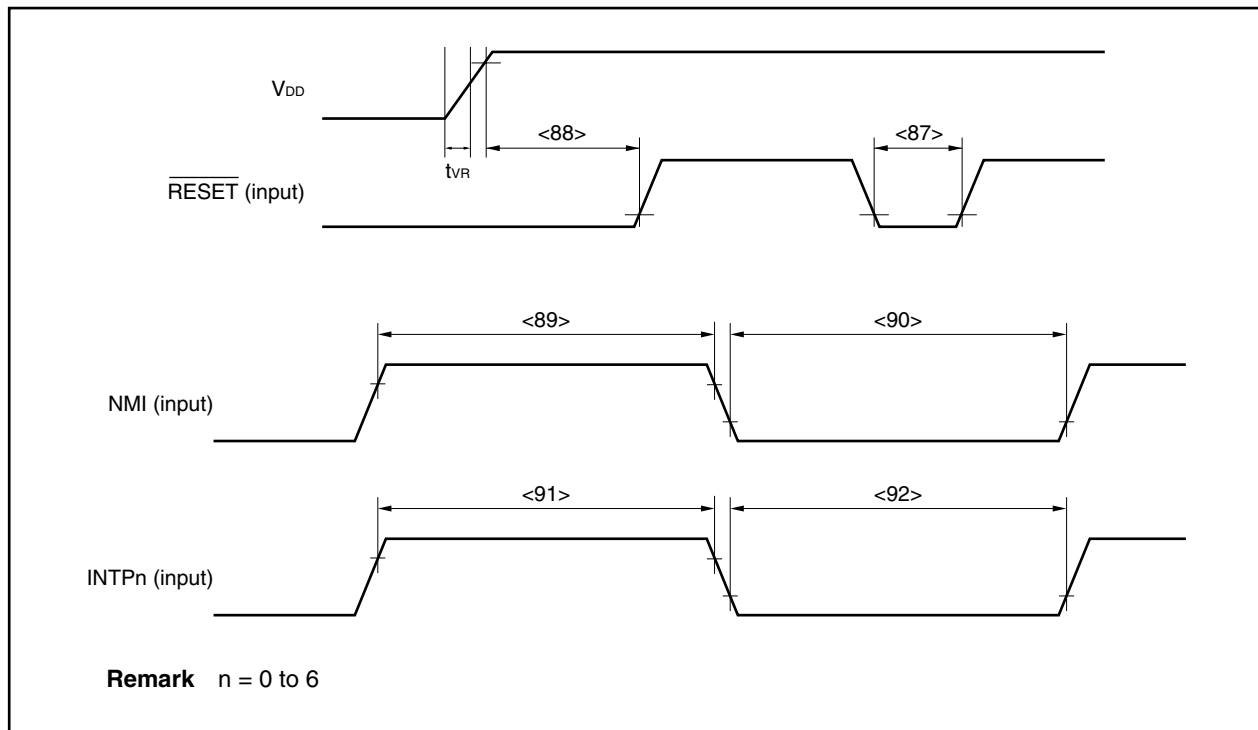 VDD
<88>
<87>
tVR
RESET (input)
<89>
<90>
NMI (input)
<91>
<92>
INTPn (input)
Remark n = 0 to 6